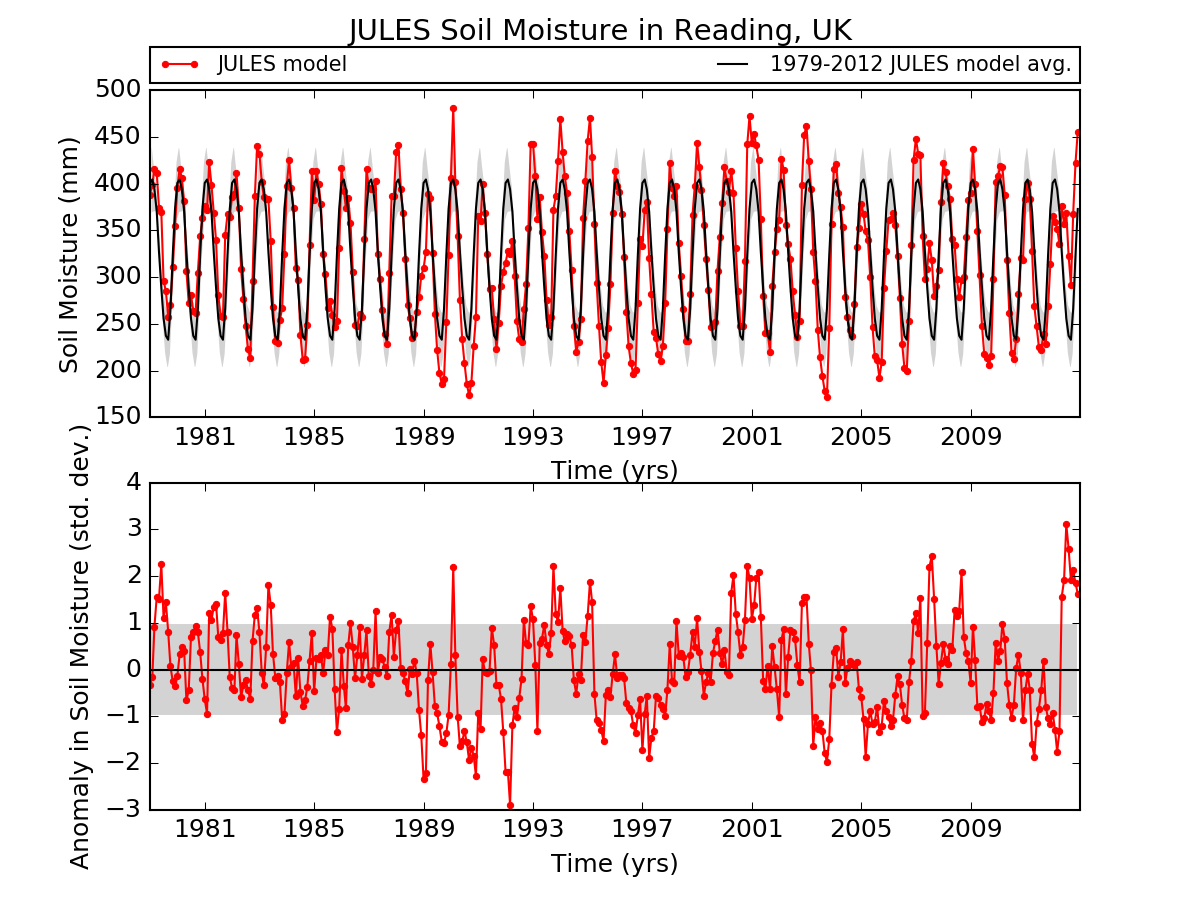 JULES Soil Moisture in Reading, UK
JULES model
1979-2012 JULES model avg.
500
450
400
350
300
250
200
150
Soil Moisture (mm)
1981 1985 1989 1993 1997 2001 2005 2009
Time (yrs)
4
3
2
1
0
−1
−2
−3
Anomaly in Soil Moisture (std. dev.)
1981 1985 1989 1993 1997 2001 2005 2009
Time (yrs)